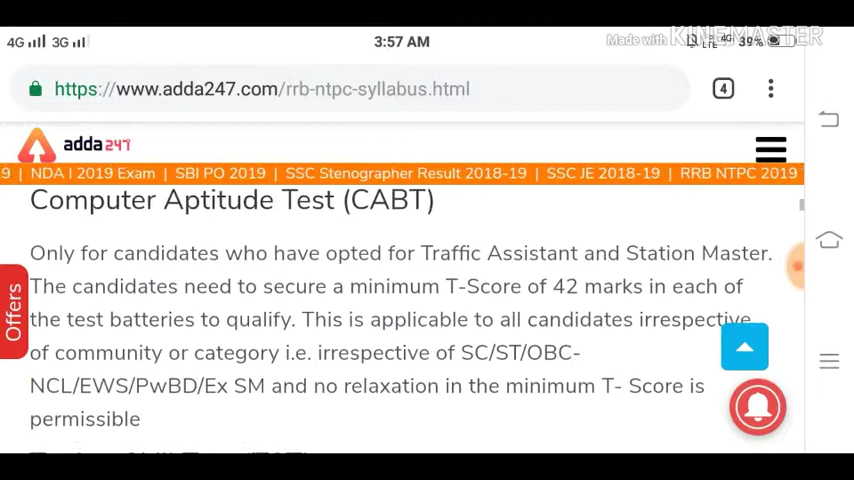 4G 3G 3:57 AM 4G LTE 39%
Made with KINEMASTER
https://www.adda247.com/rrb-ntpc-syllabus.html 4
adda247
9 | NDA I 2019 Exam | SBI PO 2019 | SSC Stenographer Result 2018-19 | SSC JE 2018-19 | RRB NTPC 2019
Computer Aptitude Test (CABT)
Only for candidates who have opted for Traffic Assistant and Station Master.
The candidates need to secure a minimum T-Score of 42 marks in each of
the test batteries to qualify. This is applicable to all candidates irrespective
of community or category i.e. irrespective of SC/ST/OBC-
NCL/EWS/PwBD/Ex SM and no relaxation in the minimum T- Score is
permissible
Offers